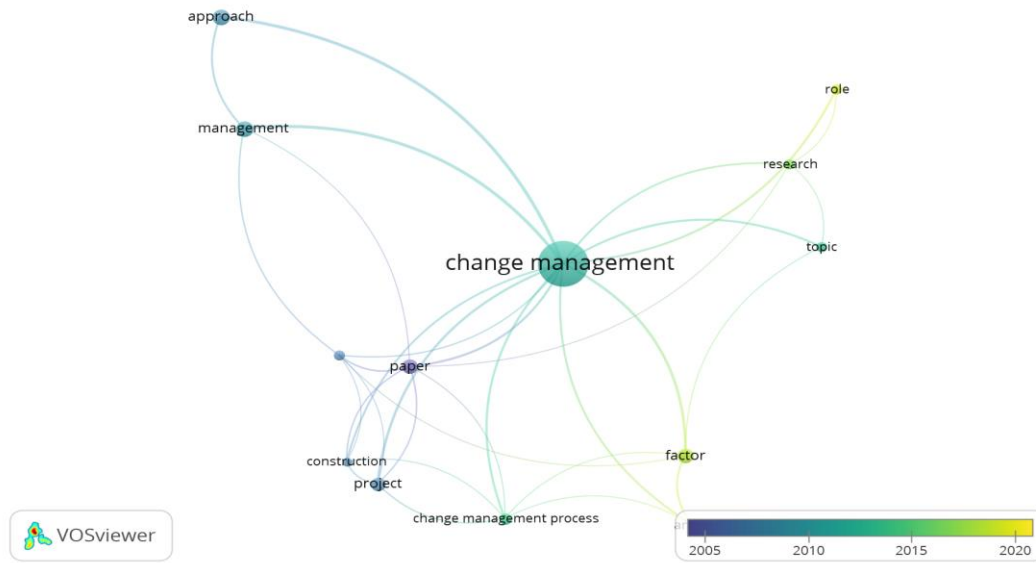 approach
role
management
research
topic
change management
paper
construction
factor
project
change management process
VOSviewer
2005 2010 2015 2020